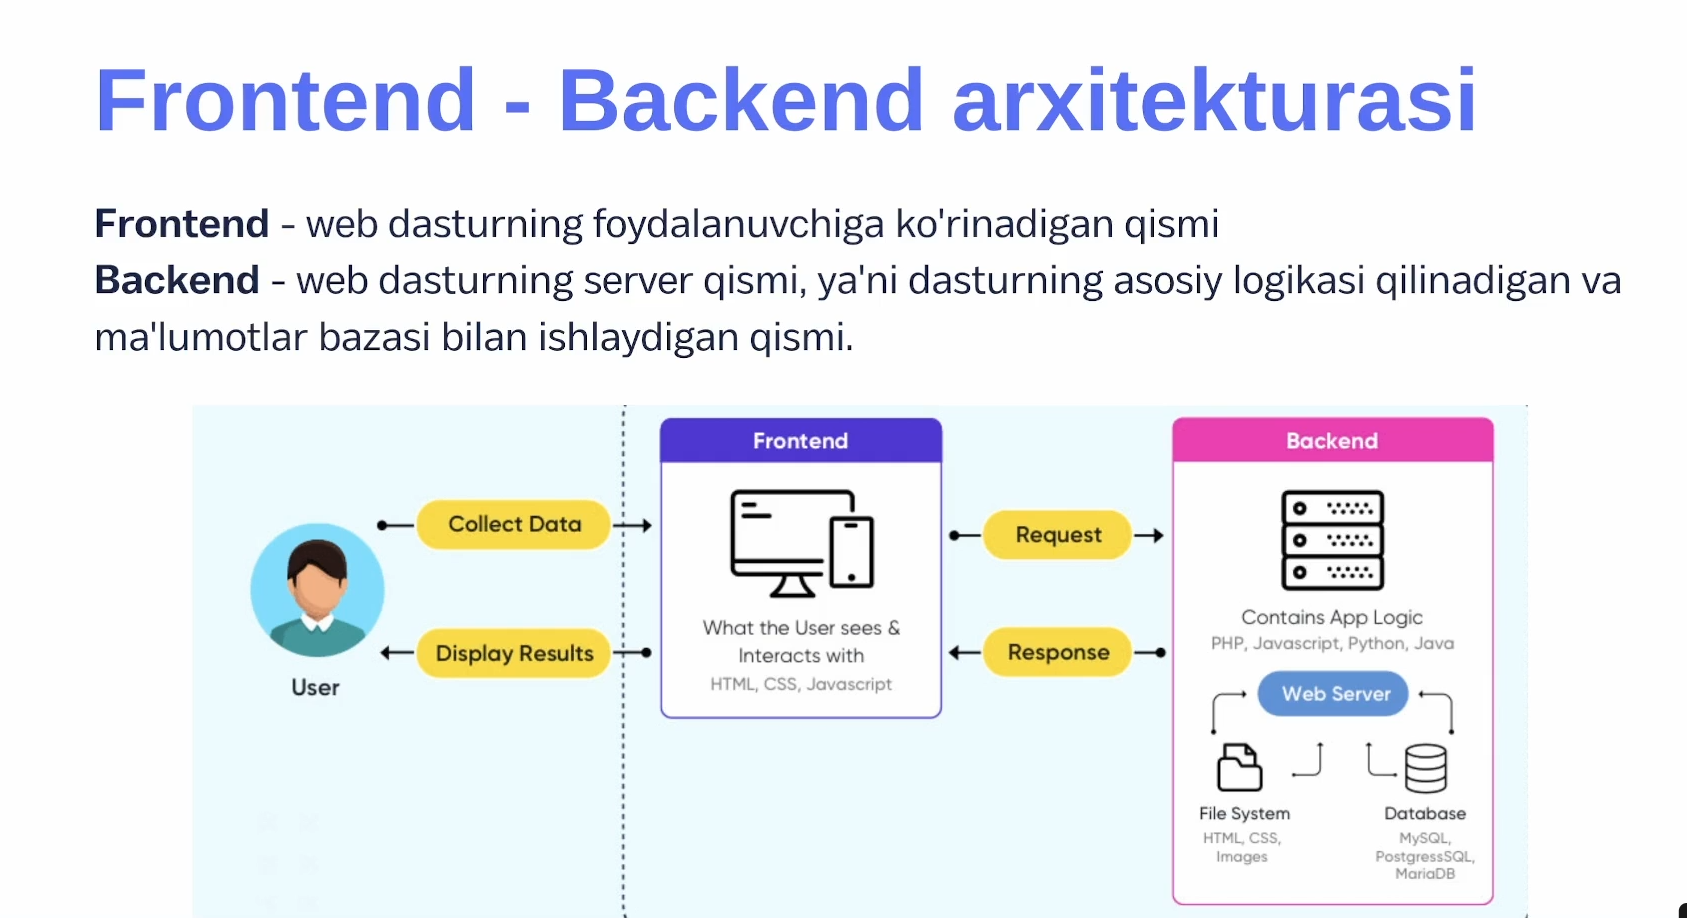 Frontend - Backend arxitekturasi
Frontend - web dasturning foydalanuvchiga ko'rinadigan qismi
Backend - web dasturning server qismi, ya'ni dasturning asosiy logikasi qilinadigan va
ma'lumotlar bazasi bilan ishlaydigan qismi.
User
Collect Data
Display Results
Frontend
What the User sees &
Interacts with
HTML, CSS, Javascript
Request
Response
Backend
Contains App Logic
PHP, Javascript, Python, Java
Web Server
File System
HTML, CSS,
Images
Database
MySQL,
PostgressSQL,
MariaDB